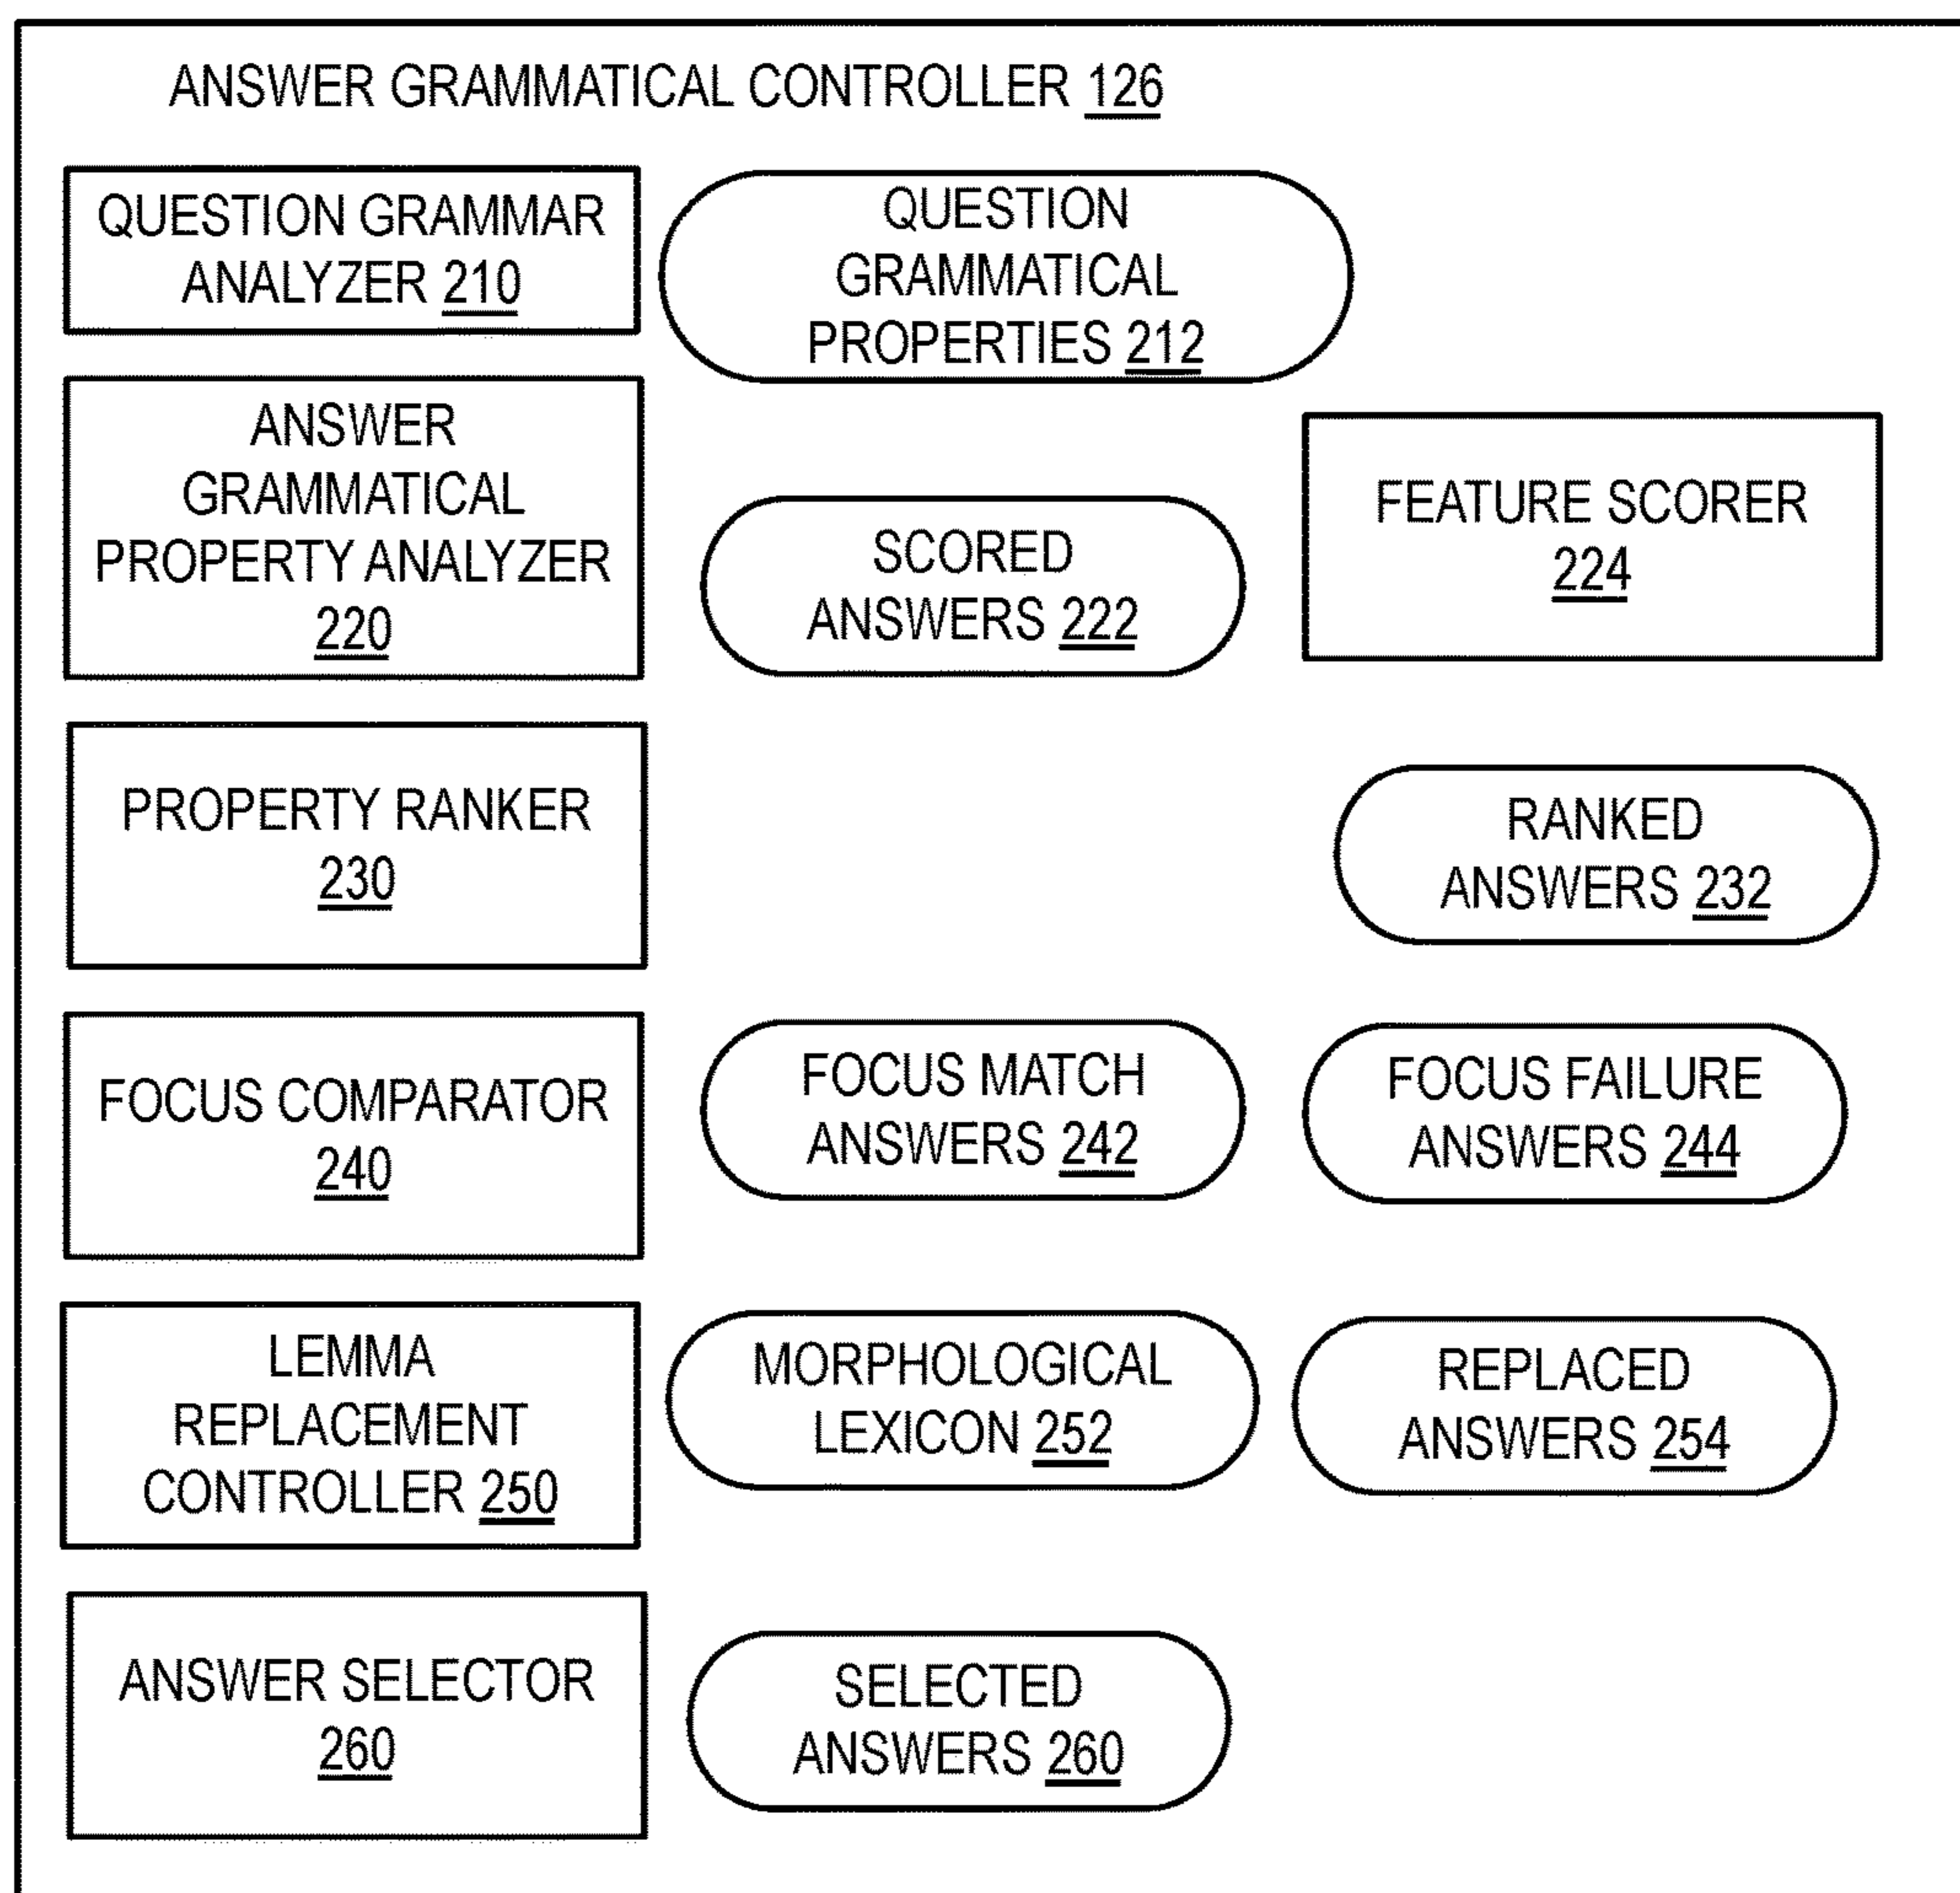 ANSWER GRAMMATICAL CONTROLLER 126
QUESTION GRAMMAR
ANALYZER 210
QUESTION
GRAMMATICAL
PROPERTIES 212
ANSWER
GRAMMATICAL
PROPERTY ANALYZER
220
SCORED
ANSWERS 222
FEATURE SCORER
224
PROPERTY RANKER
230
RANKED
ANSWERS 232
FOCUS COMPARATOR
240
FOCUS MATCH
ANSWERS 242
FOCUS FAILURE
ANSWERS 244
LEMMA
REPLACEMENT
CONTROLLER 250
MORPHOLOGICAL
LEXICON 252
REPLACED
ANSWERS 254
ANSWER SELECTOR
260
SELECTED
ANSWERS 260